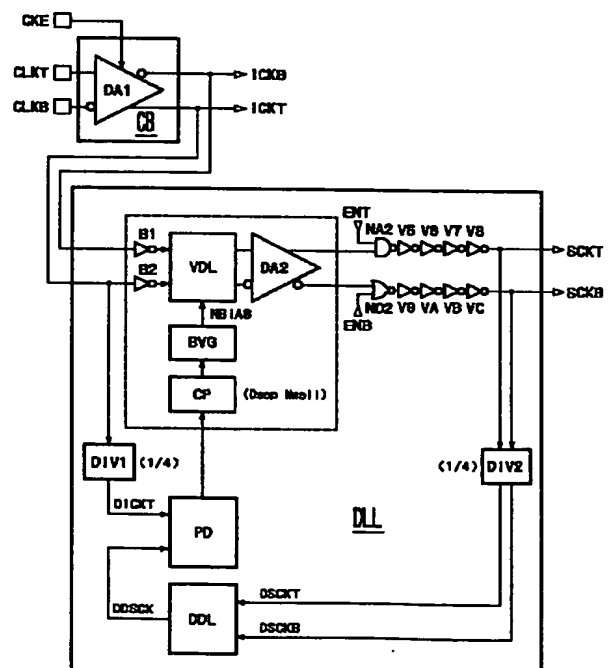 CKE
CLKT
DA1
ICKB
CLKB
CB
ICKT
ENT
B1
NA2 V5 V6 V7 V8
B2
VDL
DA2
SCKT
NBIAS
ENB
NO2 V9 VA VB VC
SCKB
BVG
CP
(Deep Nwell)
DIV1
(1/4)
(1/4)
DIV2
DICKT
PD
DLL
DDSCK
DSCKT
DDL
DSCKB